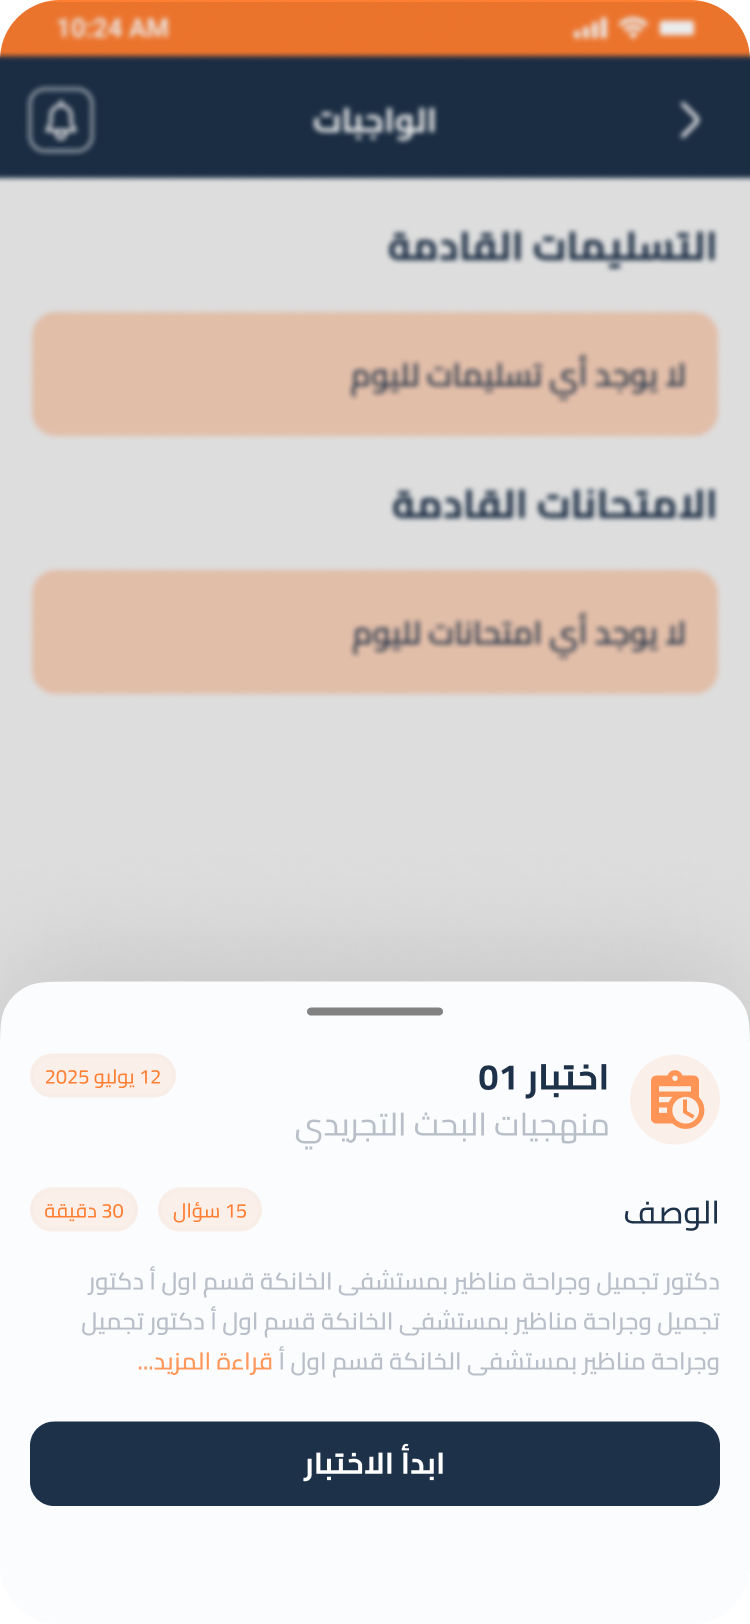 10:24 AM
الواجبات
التسليمات القادمة
لا يوجد أي تسليمات لليوم
الامتحانات القادمة
لا يوجد أي امتحانات لليوم
اختبار 01
12 يوليو 2025
منهجيات البحث التجريدي
الوصف
15 سؤال
30 دقيقة
دكتور تجميل وجراحة مناظير بمستشفى الخانكة قسم اول أ دكتور
تجميل وجراحة مناظير بمستشفى الخانكة قسم اول أ دكتور تجميل
وجراحة مناظير بمستشفى الخانكة قسم اول أ قراءة المزيد...
ابدأ الاختبار